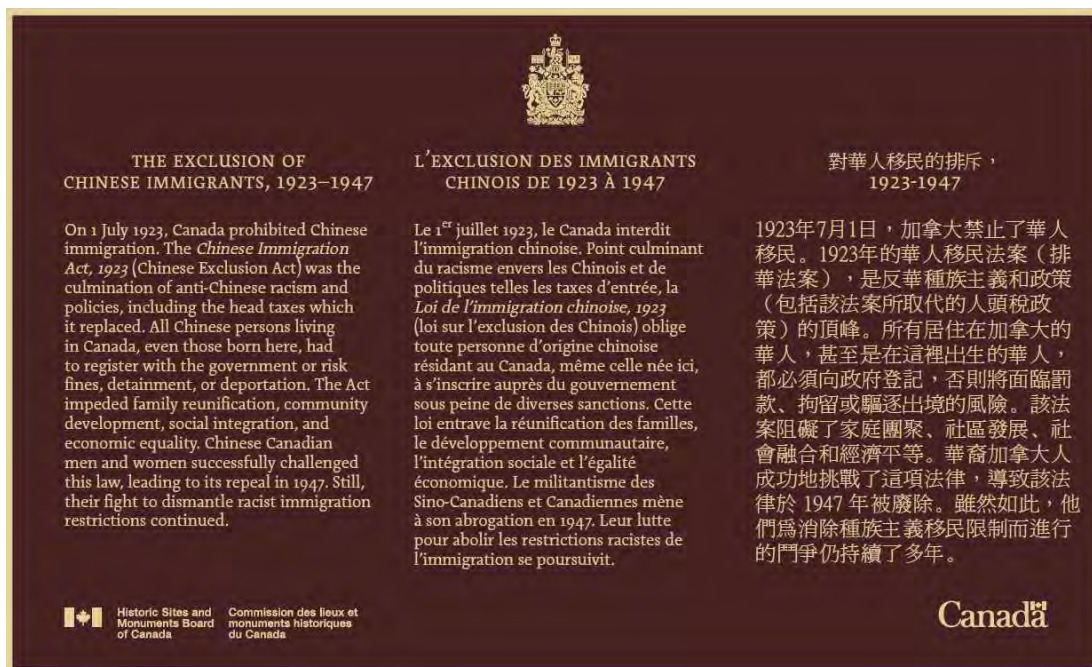 THE EXCLUSION OF
CHINESE IMMIGRANTS, 1923–1947
On 1 July 1923, Canada prohibited Chinese
immigration. The Chinese Immigration
Act, 1923 (Chinese Exclusion Act) was the
culmination of anti-Chinese racism and
policies, including the head taxes which
it replaced. All Chinese persons living
in Canada, even those born here, had
to register with the government or risk
fines, detainment, or deportation. The Act
impeded family reunification, community
development, social integration, and
economic equality. Chinese Canadian
men and women successfully challenged
this law, leading to its repeal in 1947. Still,
their fight to dismantle racist immigration
restrictions continued.
L'EXCLUSION DES IMMIGRANTS
CHINOIS DE 1923 À 1947
Le 1er juillet 1923, le Canada interdit
l'immigration chinoise. Point culminant
du racisme envers les Chinois et de
politiques telles les taxes d'entrée, la
Loi de l'immigration chinoise, 1923
(loi sur l'exclusion des Chinois) oblige
toute personne d'origine chinoise
résidant au Canada, même celle née ici,
à s'inscrire auprès du gouvernement
sous peine de diverses sanctions. Cette
loi entrave la réunification des familles,
le développement communautaire,
l'intégration sociale et l'égalité
économique. Le militantisme des
Sino-Canadiens et Canadiennes mène
à son abrogation en 1947. Leur lutte
pour abolir les restrictions racistes de
l'immigration se poursuivit.
對華人移民的排斥，
1923-1947
1923年7月1日，加拿大禁止了華人
移民。1923年的華人移民法案（排
華法案），是反華種族主義和政策
（包括該法案所取代的人頭稅政
策）的頂峰。所有居住在加拿大的
華人，甚至是在這裡出生的華人，
都必須向政府登記，否則將面臨罰
款、拘留或驅逐出境的風險。該法
案阻礙了家庭團聚、社區發展、社
會融合和經濟平等。華裔加拿大人
成功地挑戰了這項法律，導致該法
律於 1947 年被廢除。雖然如此，他
們爲消除種族主義移民限制而進行
的鬥爭仍持續了多年。
Historic Sites and
Monuments Board
of Canada
Commission des lieux et
monuments historiques
du Canada
Canada